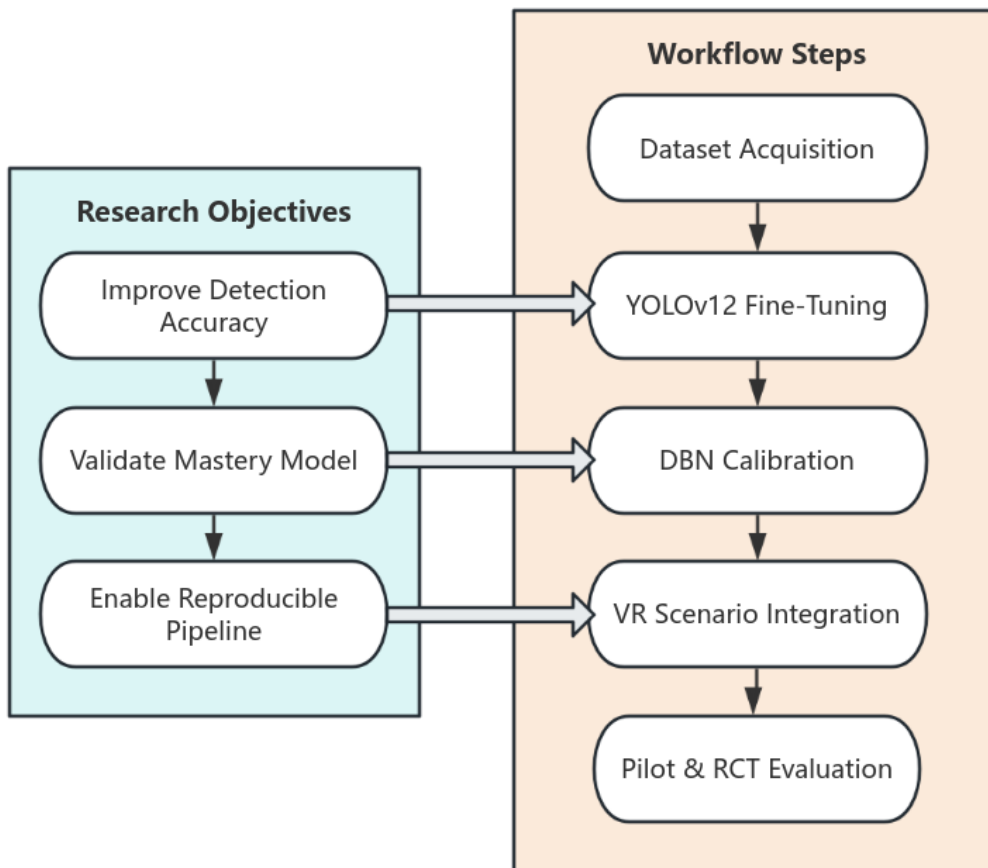 Research Objectives
Improve Detection
Accuracy
Validate Mastery Model
Enable Reproducible
Pipeline
Workflow Steps
Dataset Acquisition
YOLOv12 Fine-Tuning
DBN Calibration
VR Scenario Integration
Pilot & RCT Evaluation